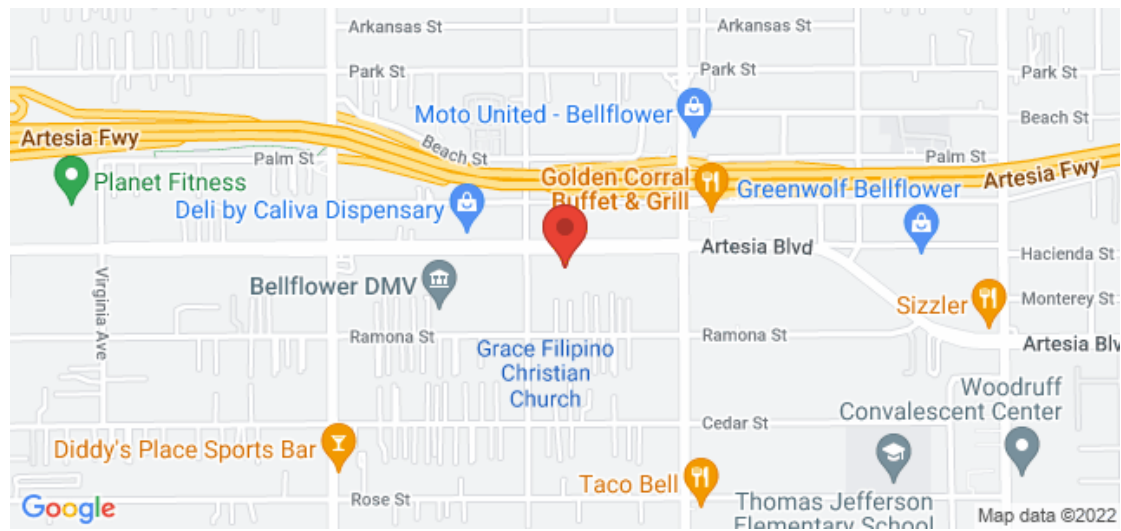 Arkansas St
Arkansas St
Park St
Park St
Park St
Moto United - Bellflower
Beach St
Artesia Fwy
Beach St
Palm St
Palm St
Artesia Fwy
Planet Fitness
Golden Corral
Buffet & Grill
Greenwolf Bellflower
Deli by Caliva Dispensary
Artesia Blvd
Hacienda St
Bellflower DMV
Virginia Ave
Monterey St
Sizzler
Ramona St
Ramona St
Artesia Blv
Grace Filipino
Christian
Church
Woodruff
Convalescent Center
Cedar St
Diddy's Place Sports Bar
Taco Bell
Rose St
Thomas Jefferson
Elementary School
Google
Map data ©2022